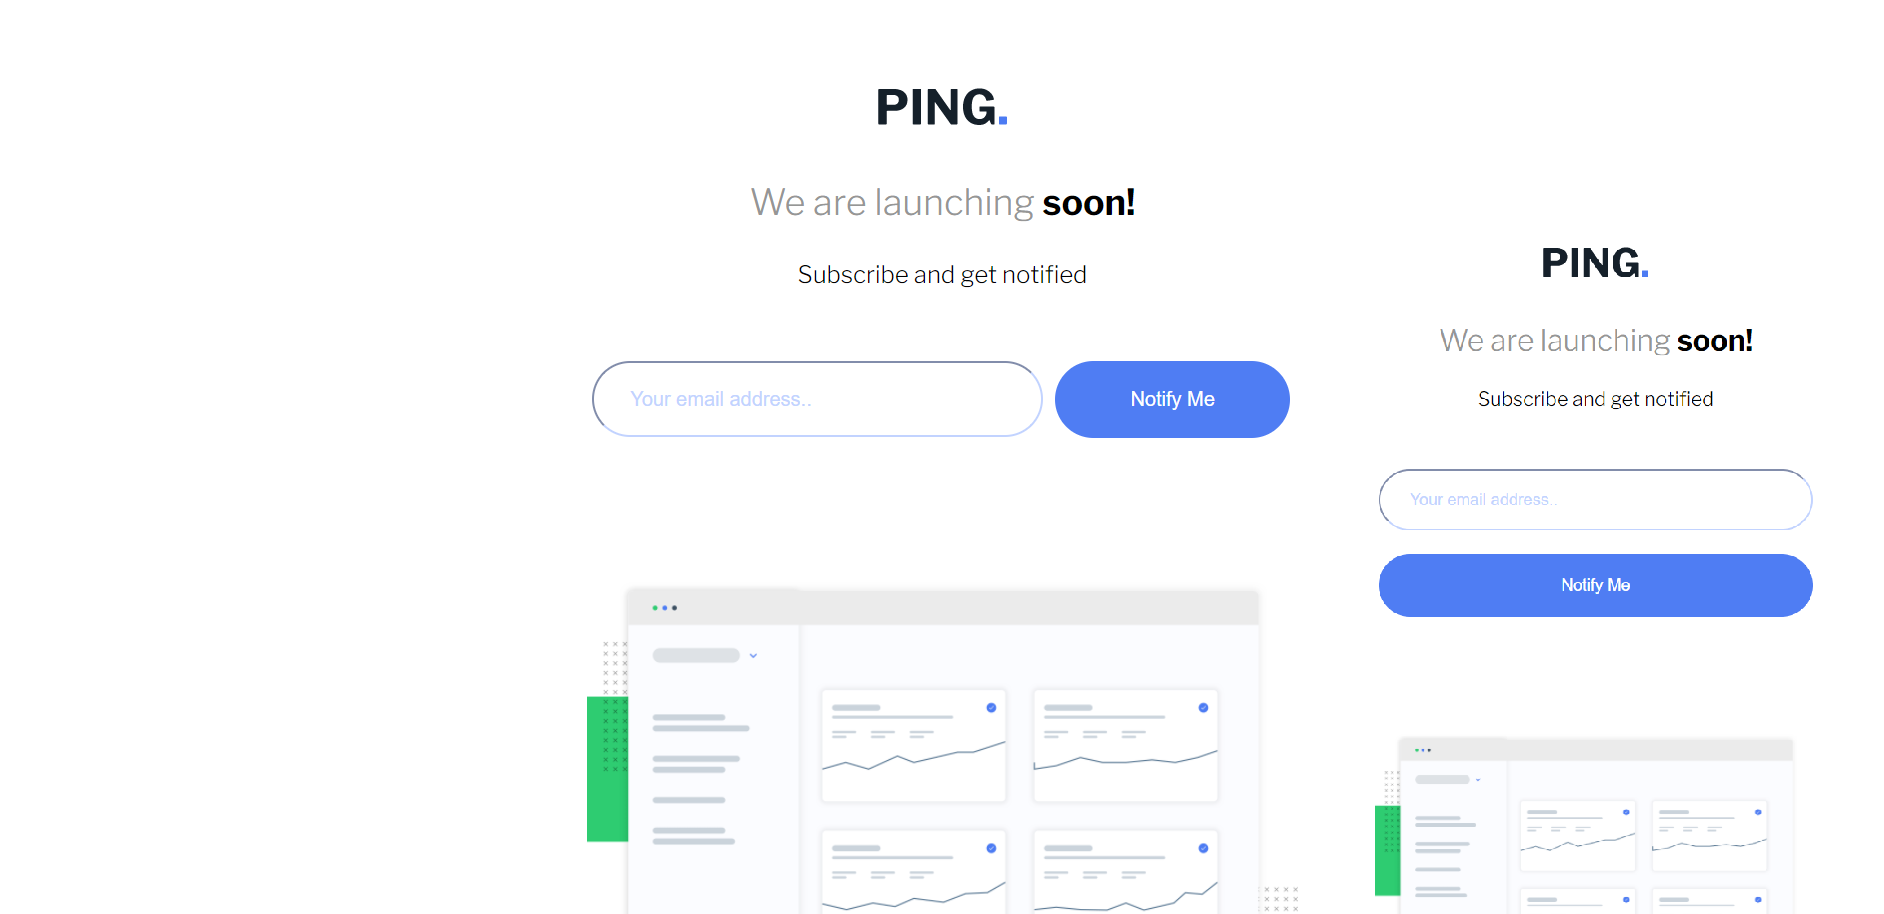 PING.
We are launching soon!
Subscribe and get notified
Your email address..
Notify Me
PING.
We are launching soon!
Subscribe and get notified
Your email address..
Notify Me